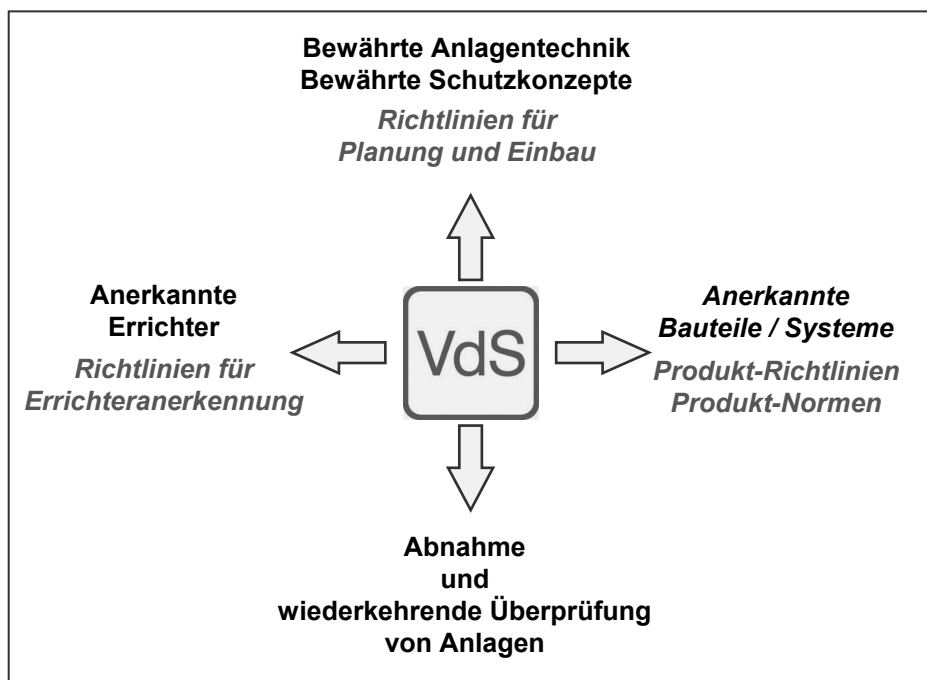 Bewährte Anlagentechnik
Bewährte Schutzkonzepte
Richtlinien für
Planung und Einbau
Anerkannte
Errichter
Richtlinien für
Errichteranerkennung
VdS
Anerkannte
Bauteile / Systeme
Produkt-Richtlinien
Produkt-Normen
Abnahme
und
wiederkehrende Überprüfung
von Anlagen